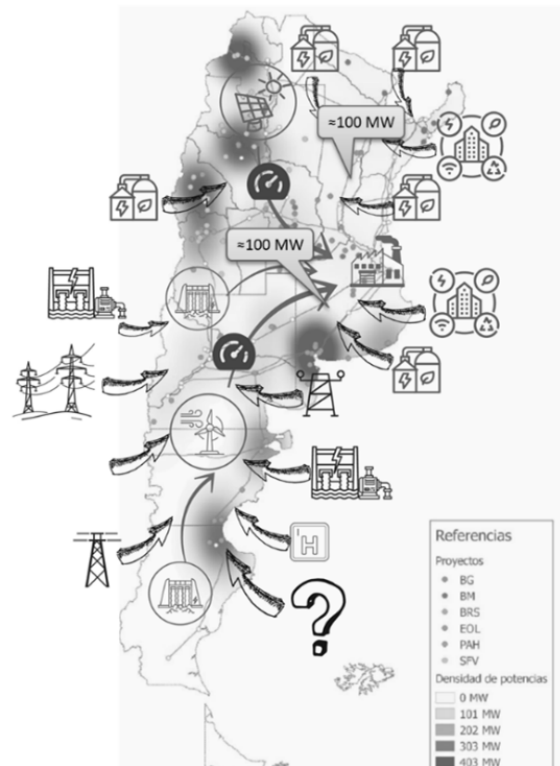 ≈100 MW
≈100 MW
H
?
Referencias
Proyectos
BG
BM
BRS
EOL
PAH
SFV
Densidad de potencias
0 MW
101 MW
202 MW
303 MW
403 MW